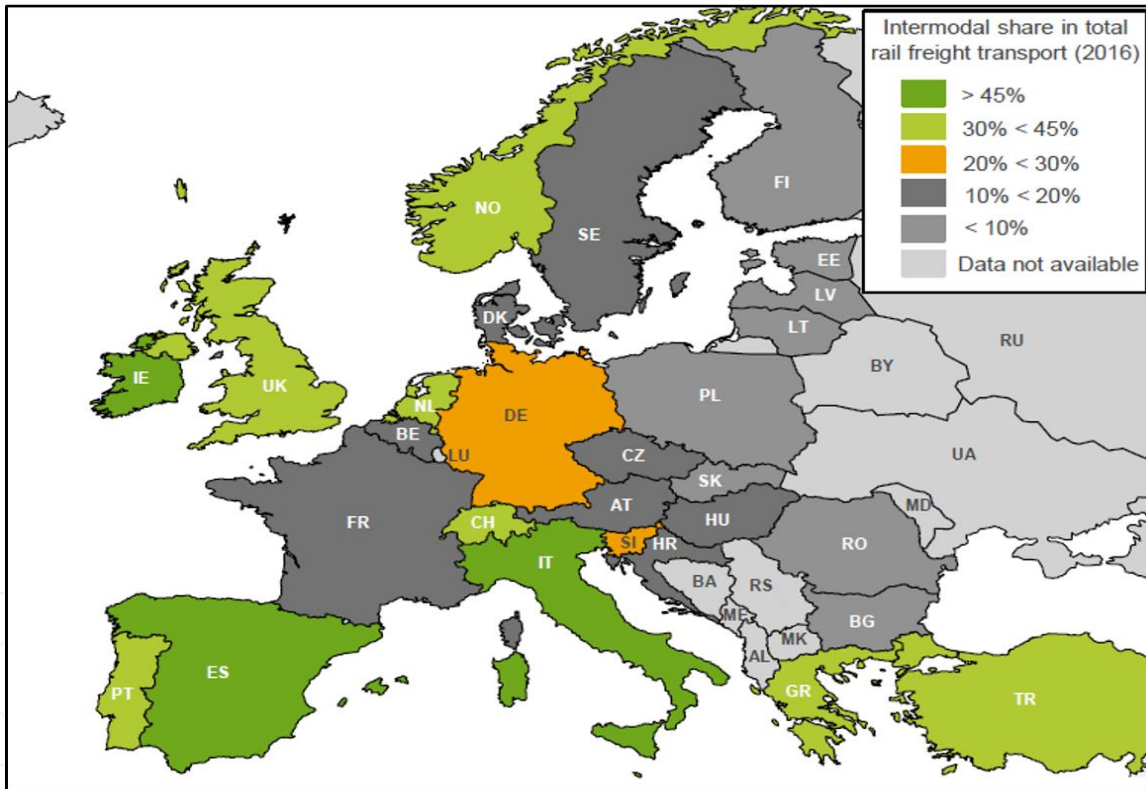 Intermodal share in total
rail freight transport (2016)
> 45%
30% < 45%
20% < 30%
10% < 20%
< 10%
Data not available
FI
NO
SE
EE
LV
DK
LT
RU
BY
IE
UK
NL
DE
PL
BE
LU
CZ
UA
SK
MD
FR
AT
HU
CH
RO
SI
HR
IT
BA
RS
ME
BG
MK
AL
ES
PT
GR
TR